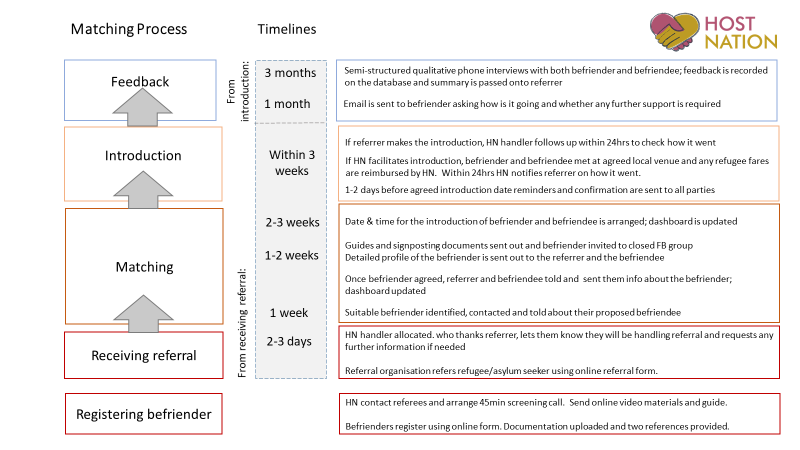 Matching Process
Timelines
HOST
NATION
Feedback
From
introduction:
3 months
1 month
Semi-structured qualitative phone interviews with both befriender and befriendee; feedback is recorded
on the database and summary is passed onto referrer
Email is sent to befriender asking how is it going and whether any further support is required
Introduction
Within 3
weeks
If referrer makes the introduction, HN handler follows up within 24hrs to check how it went
If HN facilitates introduction, befriender and befriendee met at agreed local venue and any refugee fares
are reimbursed by HN. Within 24hrs HN notifies referrer on how it went.
1-2 days before agreed introduction date reminders and confirmation are sent to all parties
Matching
From receiving referral:
2-3 weeks
1-2 weeks
1 week
Date & time for the introduction of befriender and befriendee is arranged; dashboard is updated
Guides and signposting documents sent out and befriender invited to closed FB group
Detailed profile of the befriender is sent out to the referrer and the befriendee
Once befriender agreed, referrer and befriendee told and sent them info about the befriender;
dashboard updated
Suitable befriender identified, contacted and told about their proposed befriendee
Receiving referral
2-3 days
HN handler allocated. who thanks referrer, lets them know they will be handling referral and requests any
further information if needed
Referral organisation refers refugee/asylum seeker using online referral form.
Registering befriender
HN contact referees and arrange 45min screening call. Send online video materials and guide.
Befrienders register using online form. Documentation uploaded and two references provided.